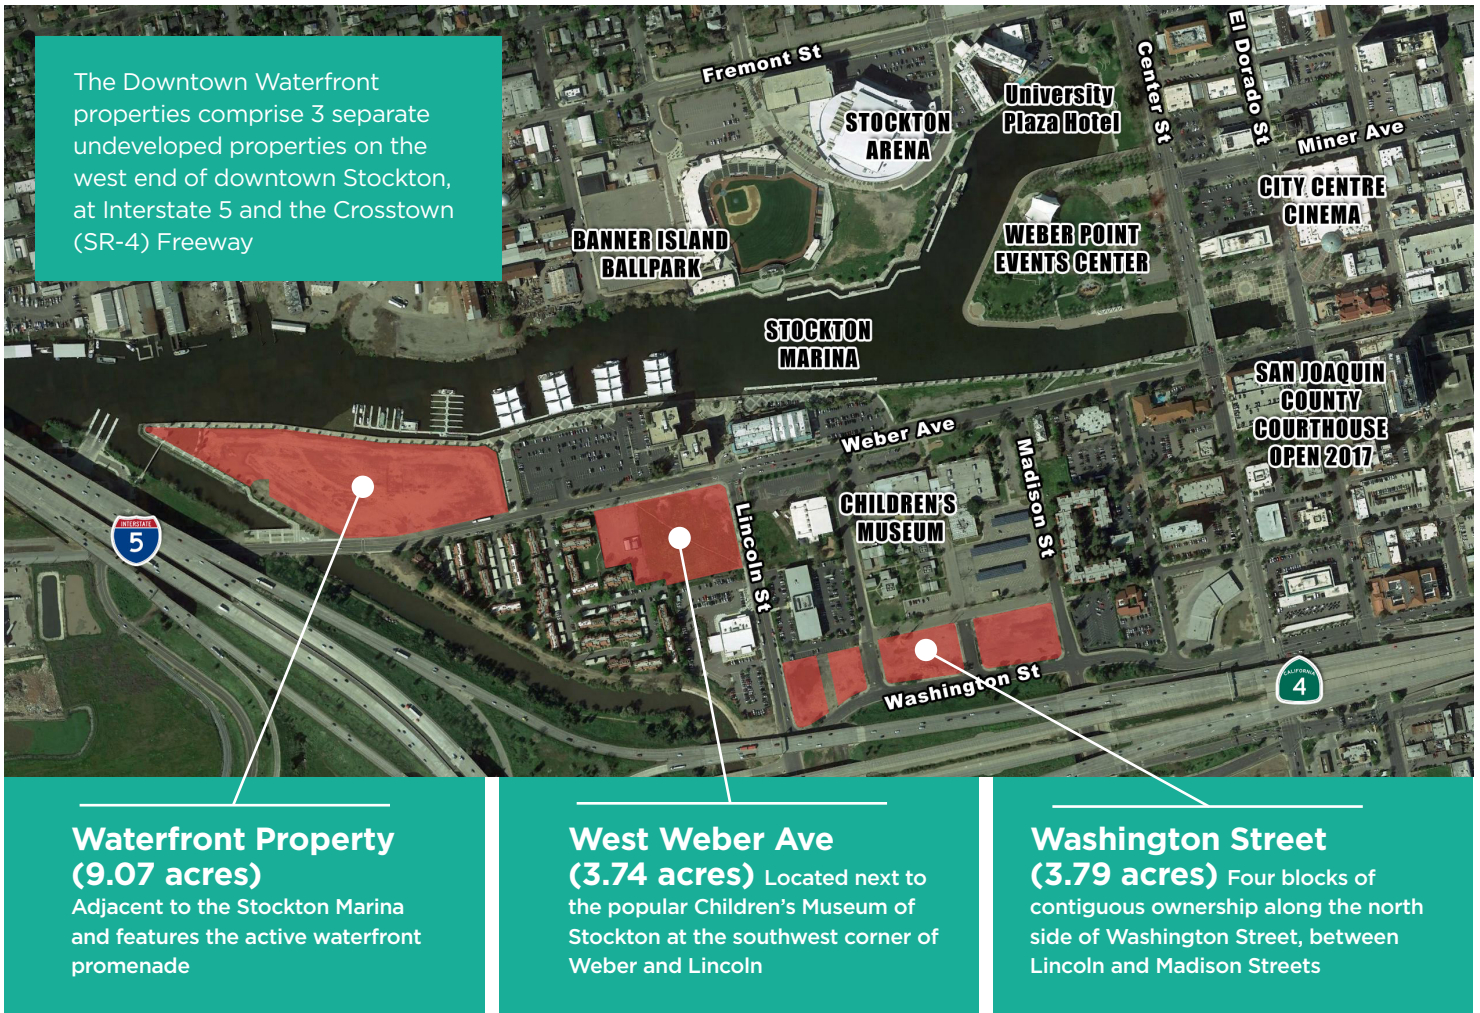 The Downtown Waterfront
properties comprise 3 separate
undeveloped properties on the
west end of downtown Stockton,
at Interstate 5 and the Crosstown
(SR-4) Freeway
Fremont St
STOCKTON
ARENA
University
Plaza Hotel
Center St
El Dorado St
Miner Ave
CITY CENTRE
CINEMA
BANNER ISLAND
BALLPARK
WEBER POINT
EVENTS CENTER
STOCKTON
MARINA
SAN JOAQUIN
COUNTY
COURTHOUSE
OPEN 2017
Weber Ave
Madison St
CHILDREN'S
MUSEUM
Lincoln St
INTERSTATE
5
Washington St
CALIFORNIA
4
Waterfront Property
(9.07 acres)
Adjacent to the Stockton Marina
and features the active waterfront
promenade
West Weber Ave
(3.74 acres) Located next to
the popular Children's Museum of
Stockton at the southwest corner of
Weber and Lincoln
Washington Street
(3.79 acres) Four blocks of
contiguous ownership along the north
side of Washington Street, between
Lincoln and Madison Streets